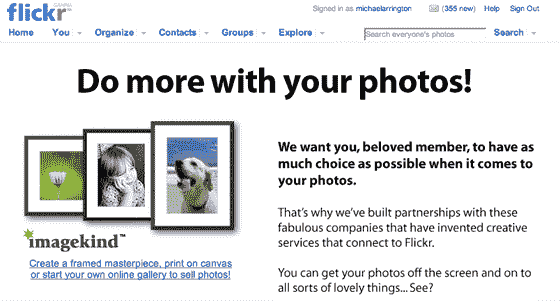 flickr GAMMA
Signed in as michaelarrington (355 new) Help Sign Out
Home You Organize Contacts Groups Explore Search everyone's photos Search
Do more with your photos!
We want you, beloved member, to have as
much choice as possible when it comes to
your photos.
That's why we've built partnerships with these
fabulous companies that have invented creative
services that connect to Flickr.
You can get your photos off the screen and on to
all sorts of lovely things... See?
imagekind™
Create a framed masterpiece, print on canvas
or start your own online gallery to sell photos!